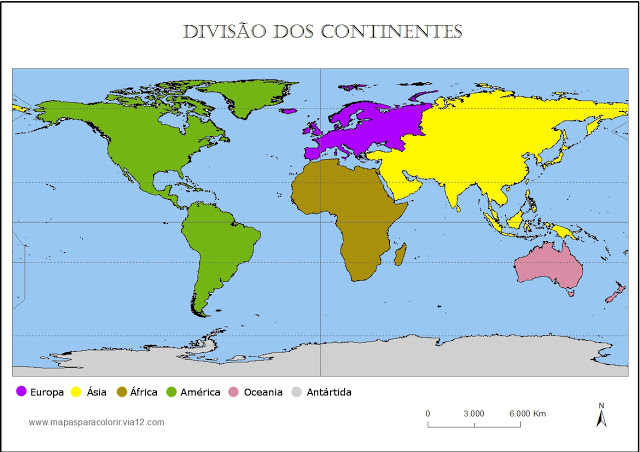 DIVISÃO DOS CONTINENTES
Europa Ásia África América Oceania Antártida
www.mapasparacolorir.via12.com
0 3.000 6.000 Km
N